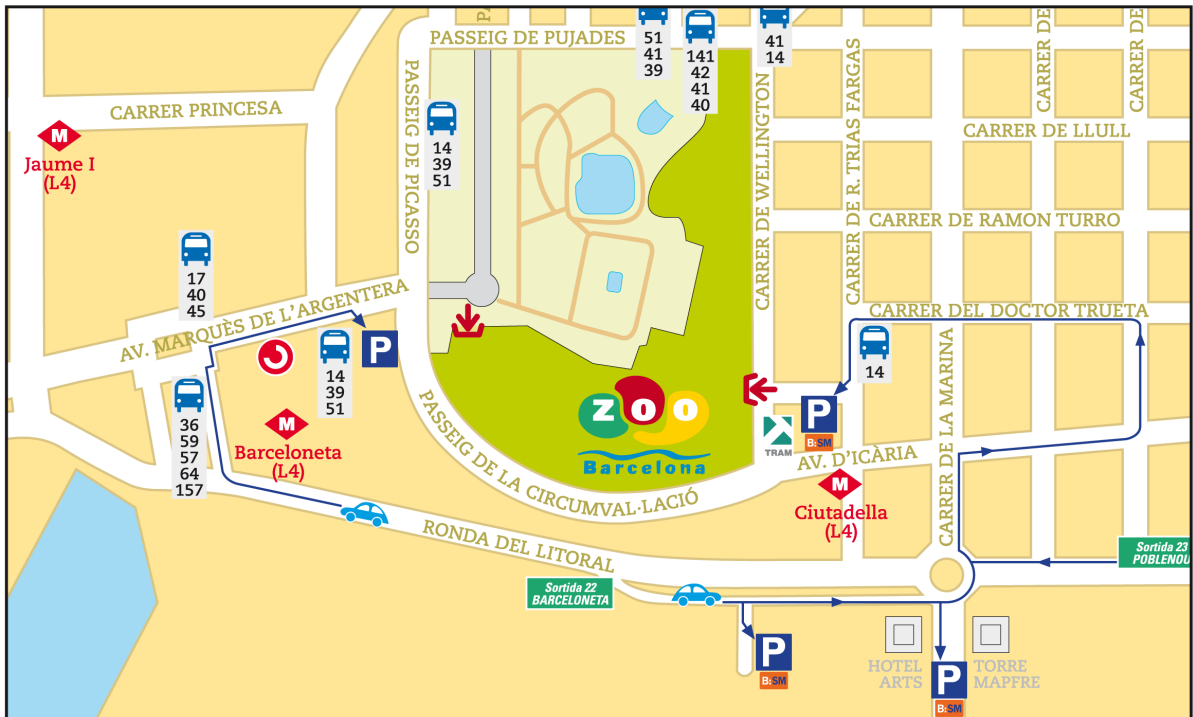 PASSEIG DE PUJADES
51
41
39
141
42
41
40
41
14
CARRER PRINCESA
M
Jaume I
(L4)
PASSEIG DE PICASSO
14
39
51
CARRER DE WELLINGTON
CARRER DE R. TRIAS FARGAS
CARRER DE
CARRER DE
CARRER DE LLULL
CARRER DE RAMON TURRO
17
40
45
AV. MARQUÈS DE L'ARGENTERA
CARRER DEL DOCTOR TRUETA
P
14
39
51
14
36
59
57
64
157
M
Barceloneta
(L4)
PASSEIG DE LA CIRCUMVAL·LACIÓ
zoo
Barcelona
TRAM
P
B:SM
AV. D'ICÀRIA
CARRER DE LA MARINA
M
Ciutadella
(L4)
RONDA DEL LITORAL
Sortida 23
POBLENOU
Sortida 22
BARCELONETA
P
B:SM
HOTEL
ARTS
TORRE
MAPFRE
P
B:SM